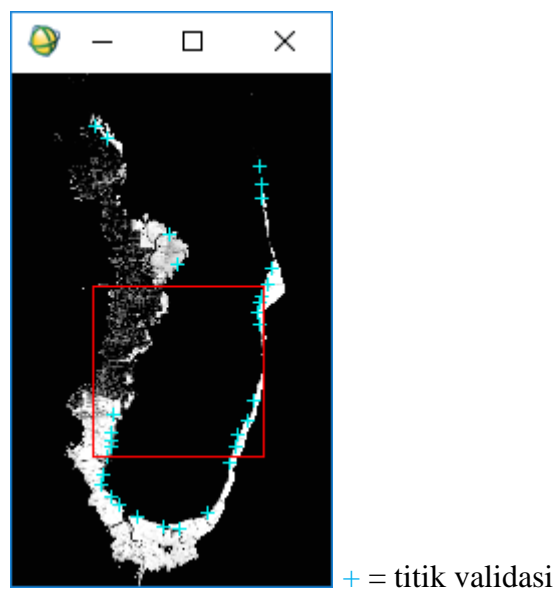 + = titik validasi